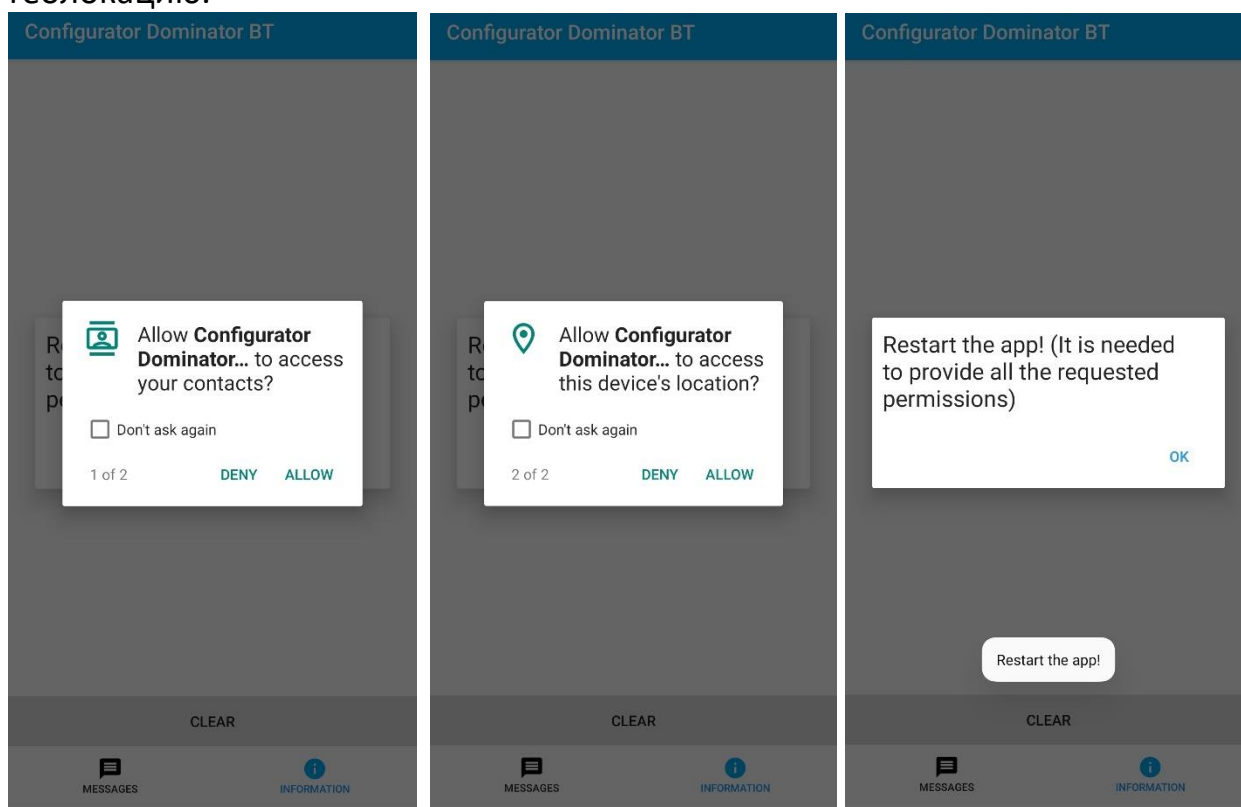 геолокацию.
Configurator Dominator BT
Allow Configurator
Dominator... to access
your contacts?
Don't ask again
1 of 2 DENY ALLOW
CLEAR
MESSAGES INFORMATION
Configurator Dominator BT
Allow Configurator
Dominator... to access
this device's location?
Don't ask again
2 of 2 DENY ALLOW
CLEAR
MESSAGES INFORMATION
Configurator Dominator BT
Restart the app! (It is needed
to provide all the requested
permissions)
OK
Restart the app!
CLEAR
MESSAGES INFORMATION